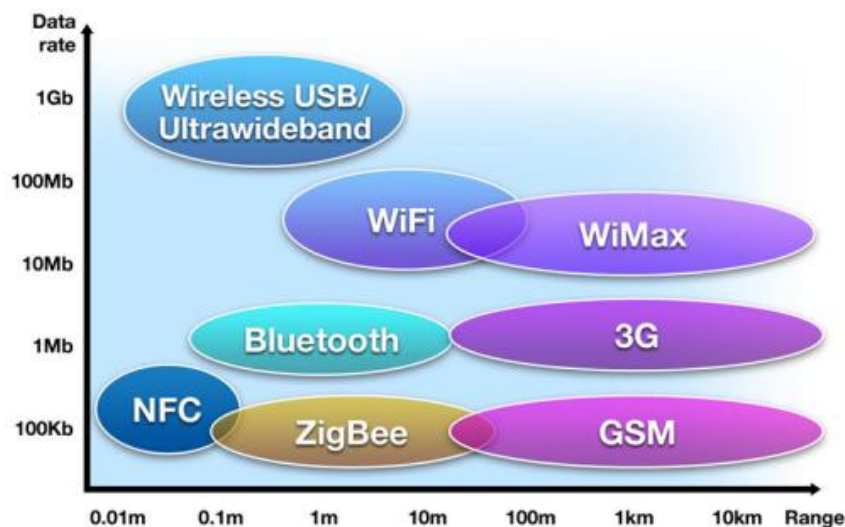 Data
rate
1Gb
100Mb
10Mb
1Mb
100Kb
Wireless USB/
Ultrawideband
WiFi
WiMax
Bluetooth
3G
NFC
ZigBee
GSM
0.01m 0.1m 1m 10m 100m 1km 10km Range